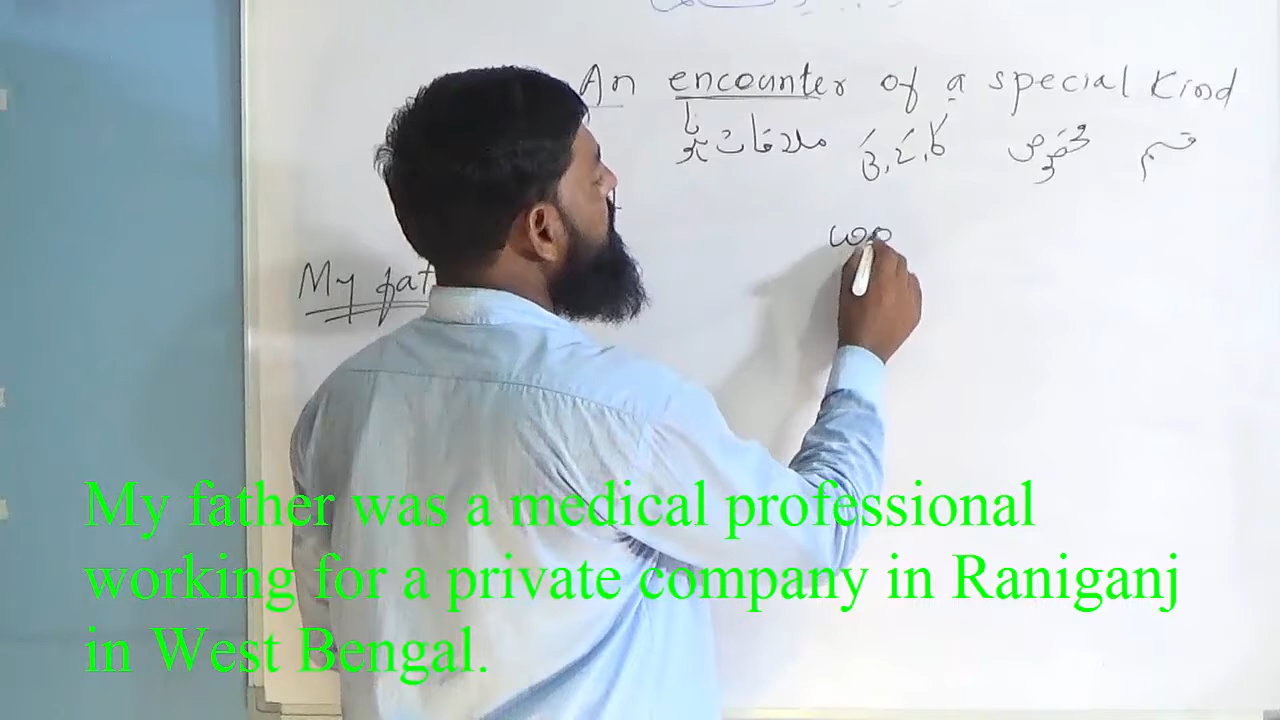 An encounter of a special Kind
ملاقات ہونا کا، کے، کی مخصوص قسم
My fat
My father was a medical professional
working for a private company in Raniganj
in West Bengal.